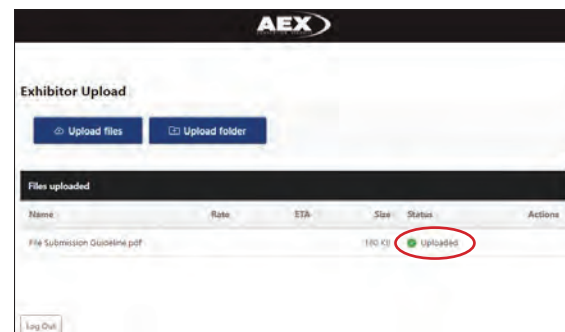 AEX
Exhibitor Upload
Upload files Upload folder
Files uploaded
Name Rate ETA Size Status Actions
File Submission Guideline.pdf 180 KB Uploaded
Log Out